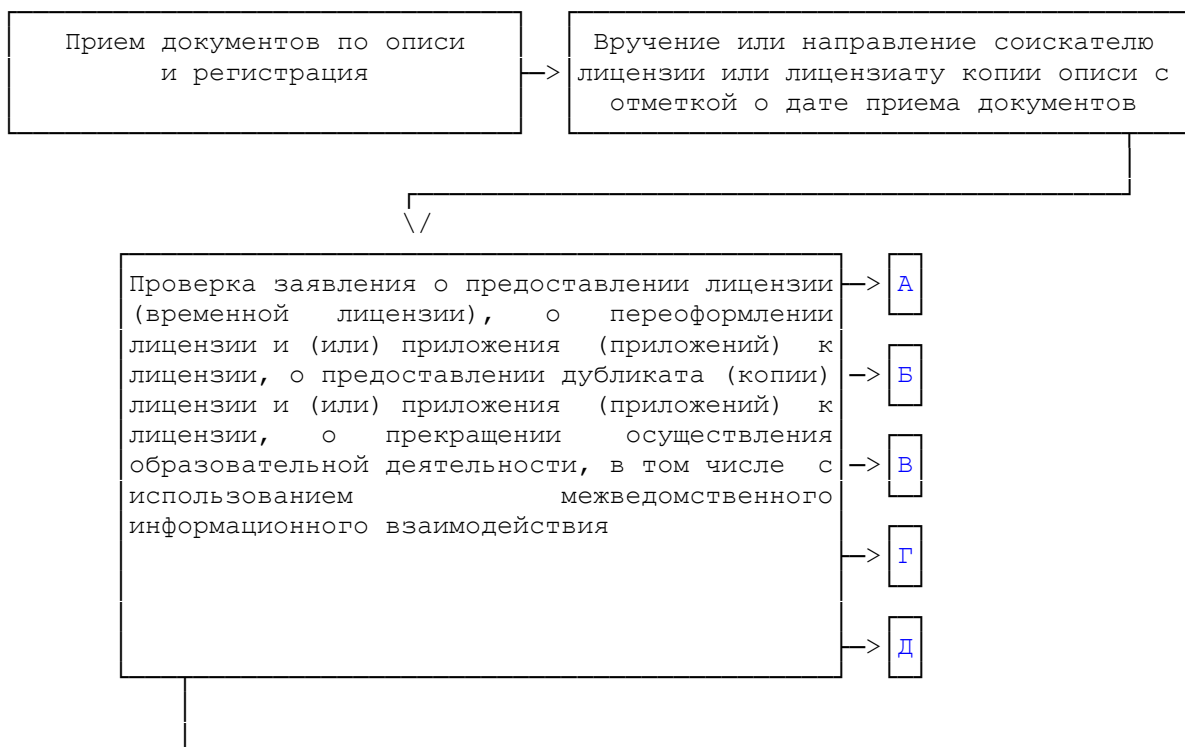 Прием документов по описи
и регистрация
Вручение или направление соискателю
лицензии или лицензиату копии описи с
отметкой о дате приема документов
Проверка заявления о предоставлении лицензии
(временной лицензии), о переоформлении
лицензии и (или) приложения (приложений) к
лицензии, о предоставлении дубликата (копии)
лицензии и (или) приложения (приложений) к
лицензии, о прекращении осуществления
образовательной деятельности, в том числе с
использованием межведомственного
информационного взаимодействия
А
Б
В
Г
Д